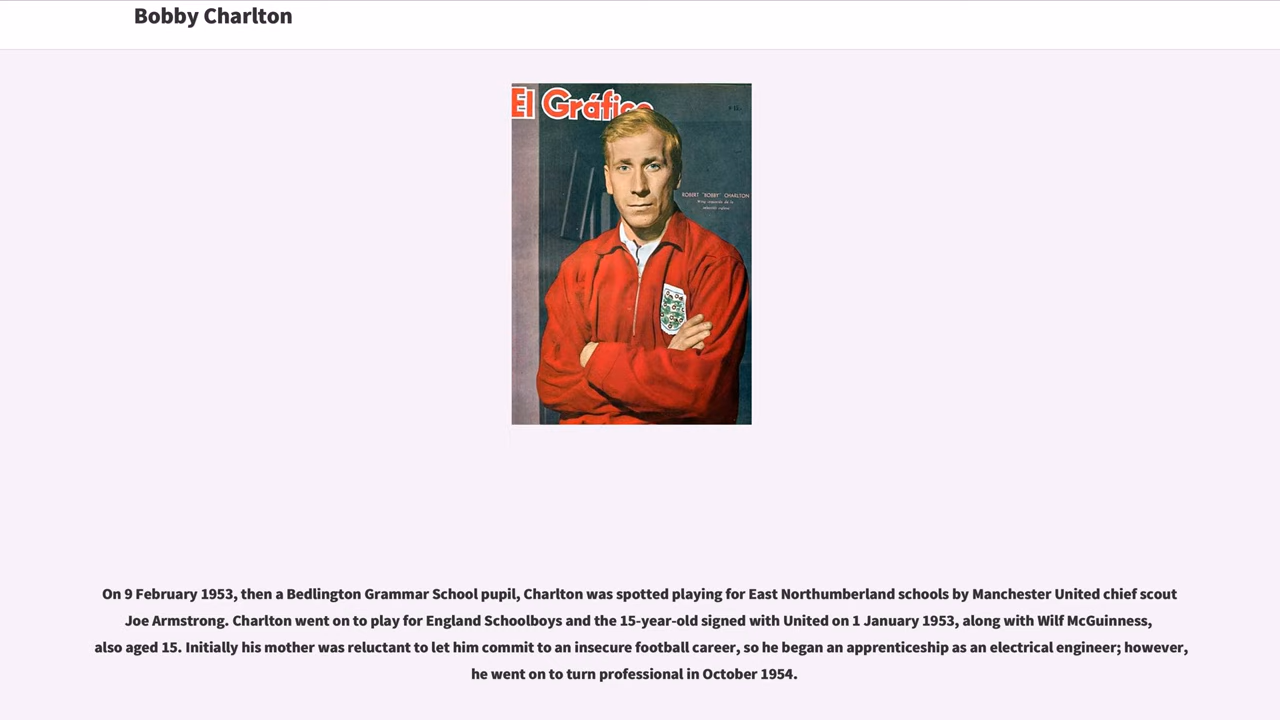 Bobby Charlton
El Gráfico
ROBERT "BOBBY" CHARLTON
On 9 February 1953, then a Bedlington Grammar School pupil, Charlton was spotted playing for East Northumberland schools by Manchester United chief scout
Joe Armstrong. Charlton went on to play for England Schoolboys and the 15-year-old signed with United on 1 January 1953, along with Wilf McGuinness,
also aged 15. Initially his mother was reluctant to let him commit to an insecure football career, so he began an apprenticeship as an electrical engineer; however,
he went on to turn professional in October 1954.